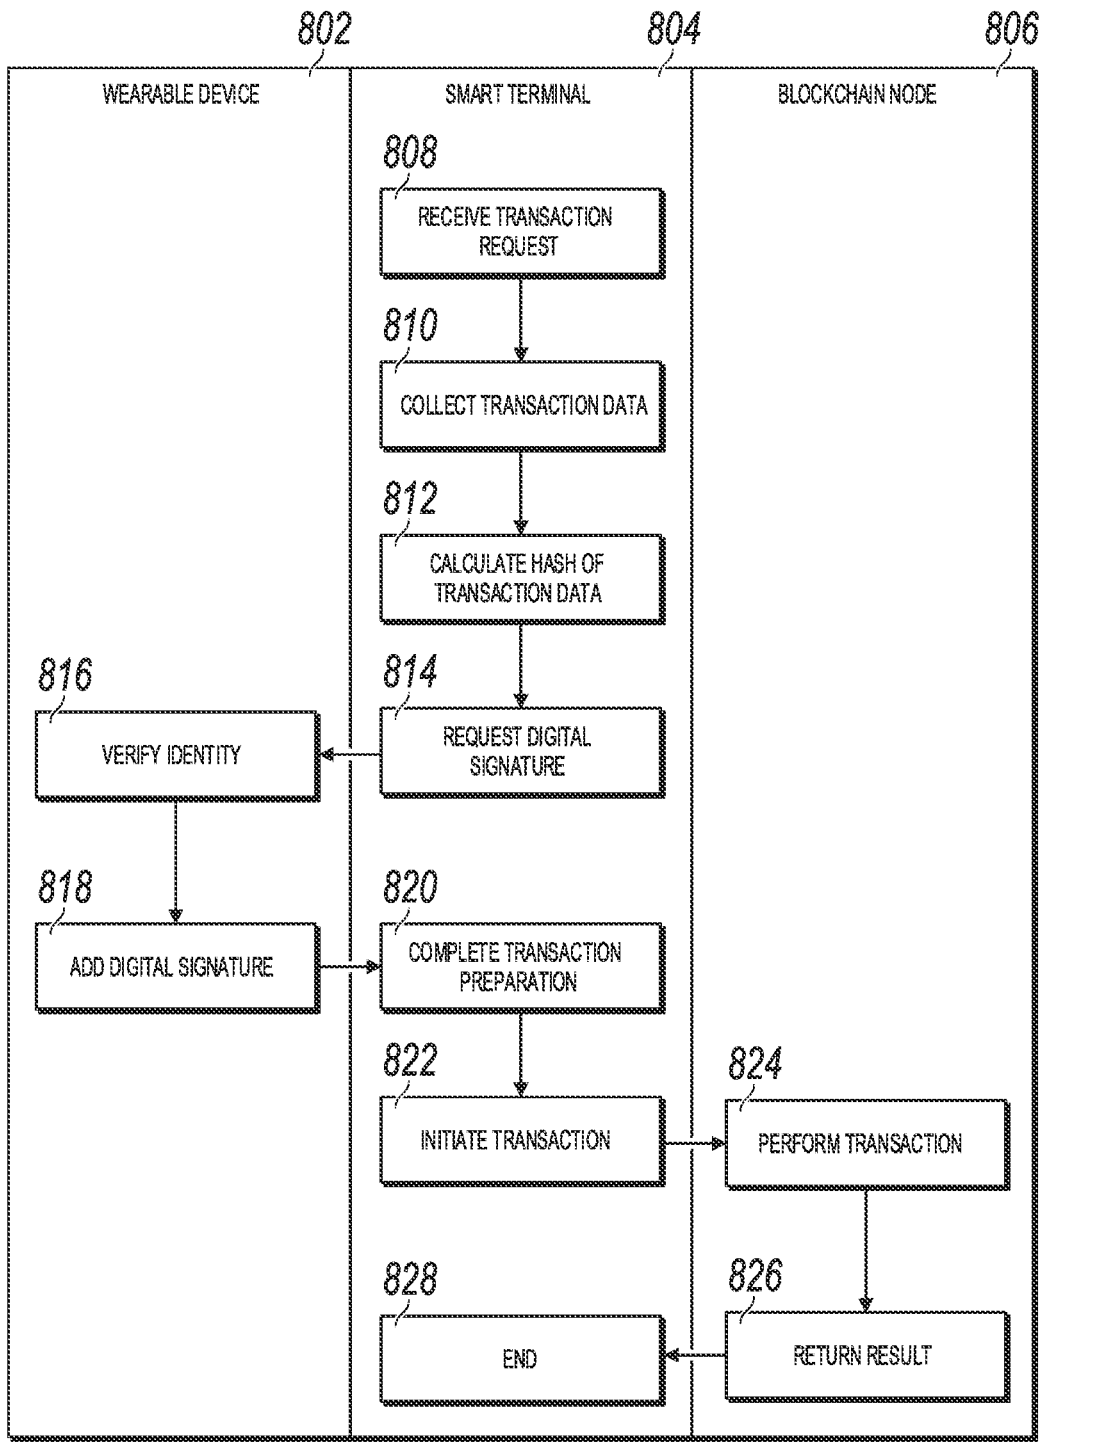 802
804
806
WEARABLE DEVICE
SMART TERMINAL
BLOCKCHAIN NODE
808
RECEIVE TRANSACTION
REQUEST
810
COLLECT TRANSACTION DATA
812
CALCULATE HASH OF
TRANSACTION DATA
816
VERIFY IDENTITY
814
REQUEST DIGITAL
SIGNATURE
818
ADD DIGITAL SIGNATURE
820
COMPLETE TRANSACTION
PREPARATION
822
INITIATE TRANSACTION
824
PERFORM TRANSACTION
826
RETURN RESULT
828
END